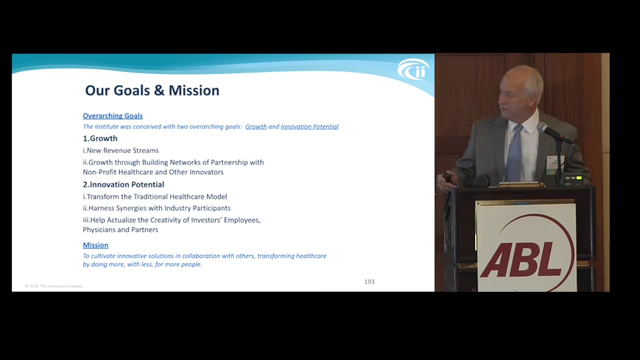 cii
Our Goals & Mission
Overarching Goals
The Institute was conceived with two overarching goals: Growth and Innovation Potential
1.Growth
i.New Revenue Streams
ii.Growth through Building Networks of Partnership with
Non-Profit Healthcare and Other Innovators
2.Innovation Potential
i.Transform the Traditional Healthcare Model
ii.Harness Synergies with Industry Participants
iii.Help Actualize the Creativity of Investors' Employees,
Physicians and Partners
Mission
To cultivate innovative solutions in collaboration with others, transforming healthcare
by doing more, with less, for more people.
193
The Innovation Institute
ABL